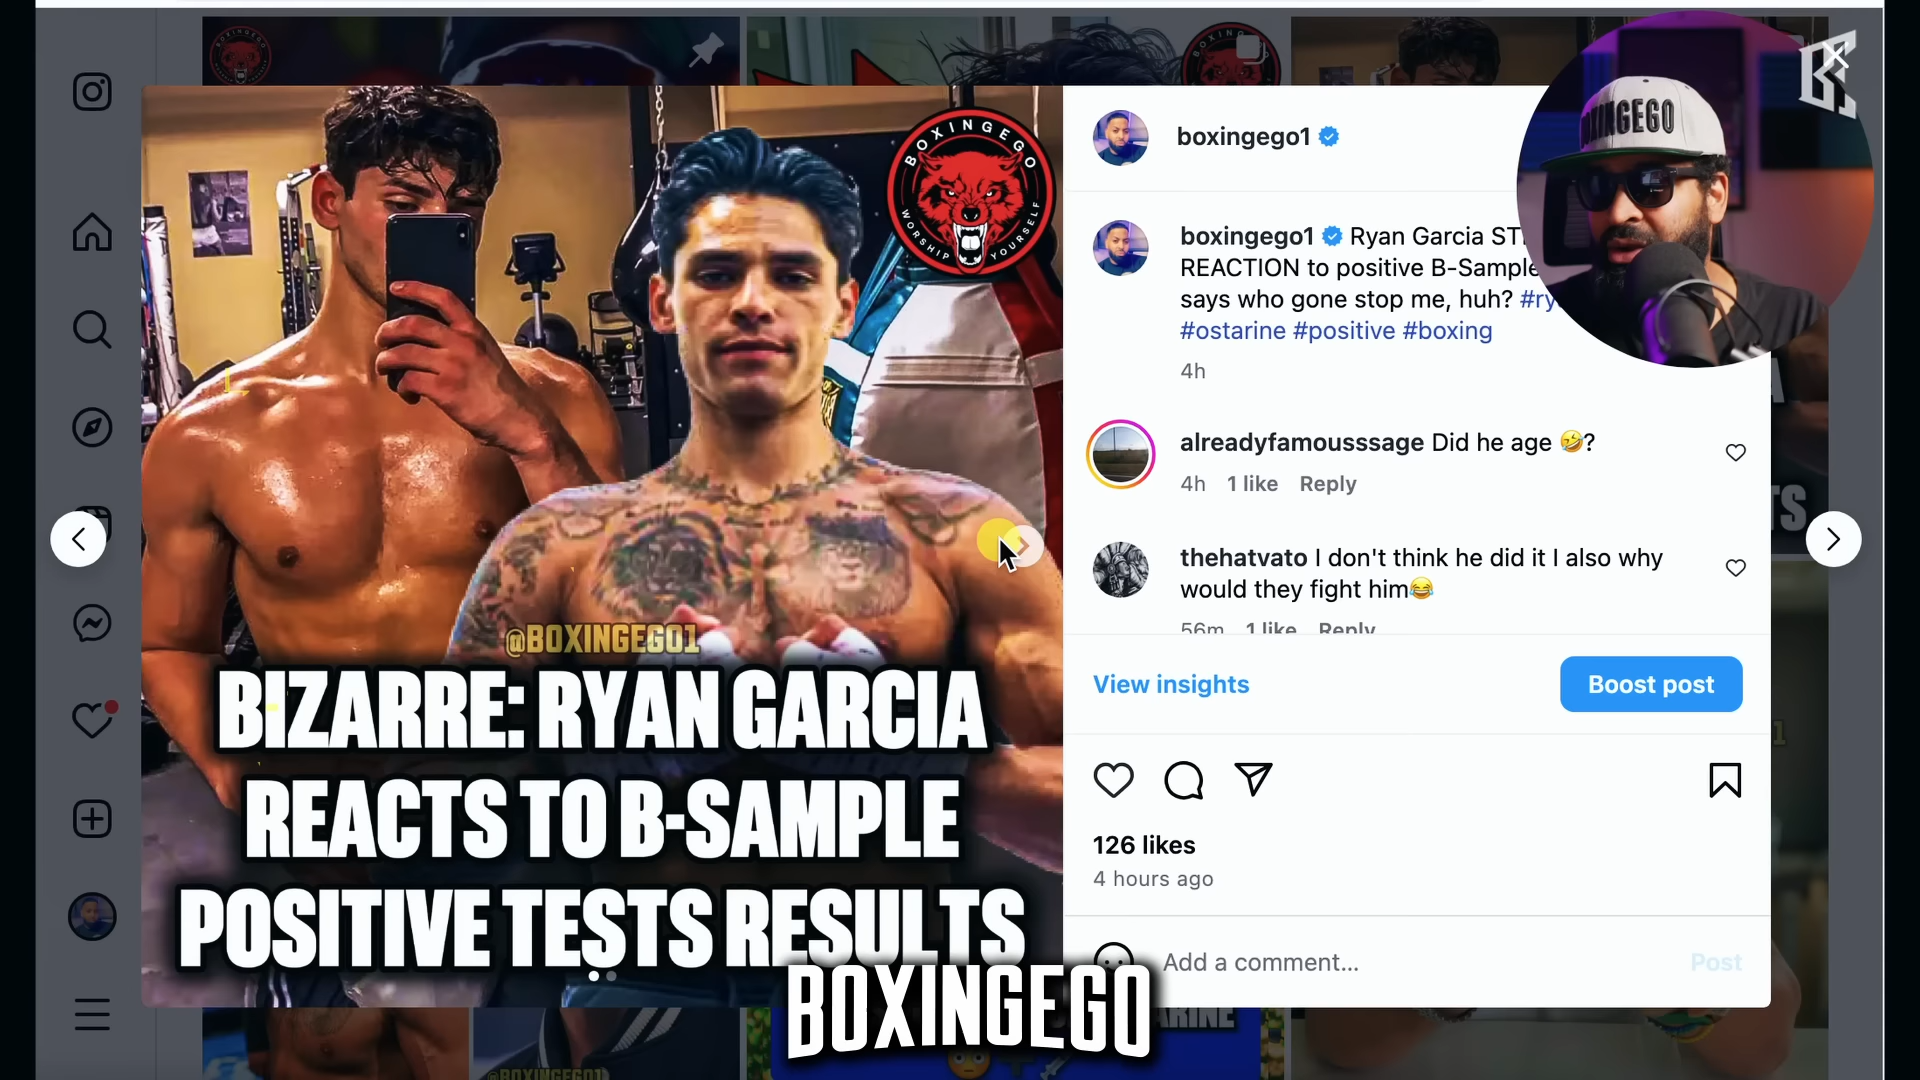 BOXINGEGO
WORSHIP YOURSELF
@BOXINGEGO1
BIZARRE: RYAN GARCIA
REACTS TO B-SAMPLE
POSITIVE TESTS RESULTS
boxingego1
boxingego1 Ryan Garcia
REACTION to positive B-Sample
says who gone stop me, huh?
#ostarine #positive #boxing
4h
alreadyfamousssage Did he age 🤣?
4h 1 like Reply
thehatvato I don't think he did it I also why
would they fight him😂
56m 1 like Reply
View insights
Boost post
126 likes
4 hours ago
Add a comment...
Post
BOXINGEGO
@BOXINGEGO1